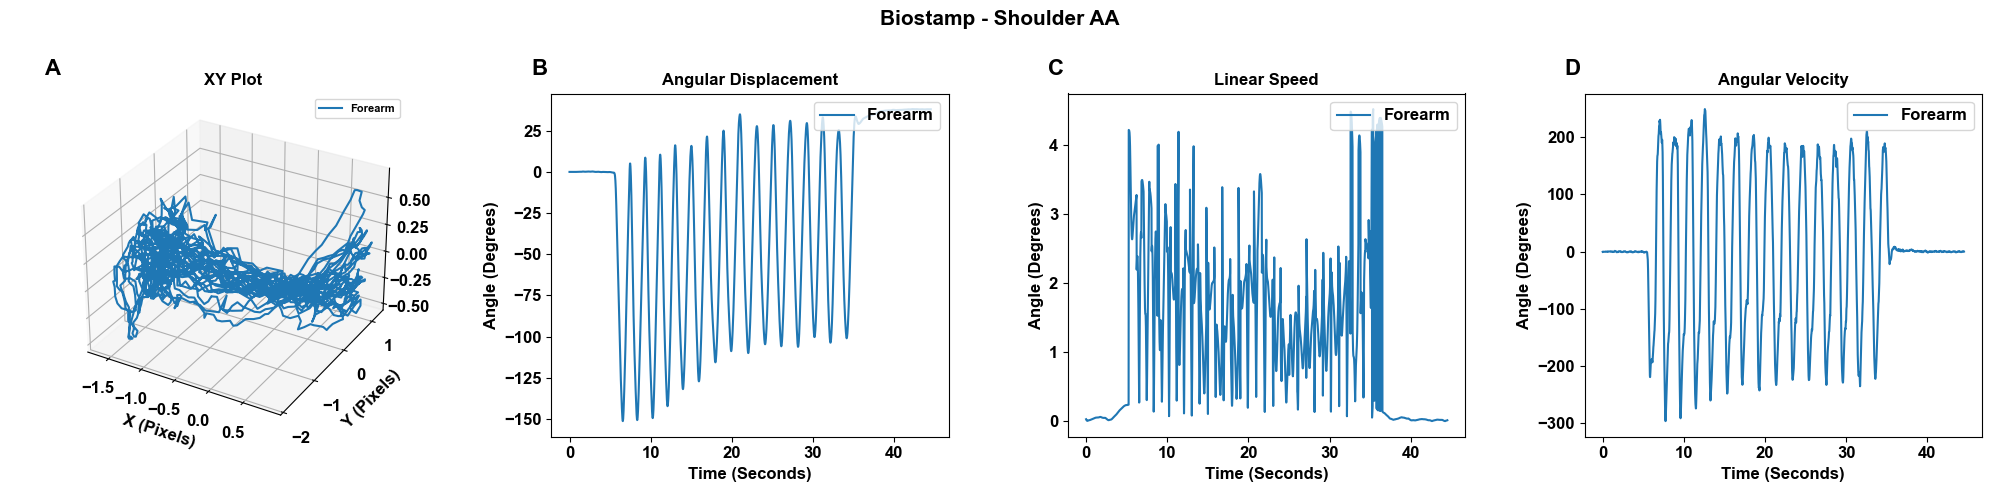 Biostamp - Shoulder AA
A
XY Plot
Forearm
0.50
0.25
0.00
−0.25
−0.50
1
0
−1
−2
Y (Pixels)
−1.5
−1.0
−0.5
0.0
0.5
X (Pixels)
B
Angular Displacement
Forearm
25
0
−25
−50
−75
−100
−125
−150
Angle (Degrees)
0 10 20 30 40
Time (Seconds)
C
Linear Speed
Forearm
4
3
2
1
0
Angle (Degrees)
0 10 20 30 40
Time (Seconds)
D
Angular Velocity
Forearm
200
100
0
−100
−200
−300
Angle (Degrees)
0 10 20 30 40
Time (Seconds)